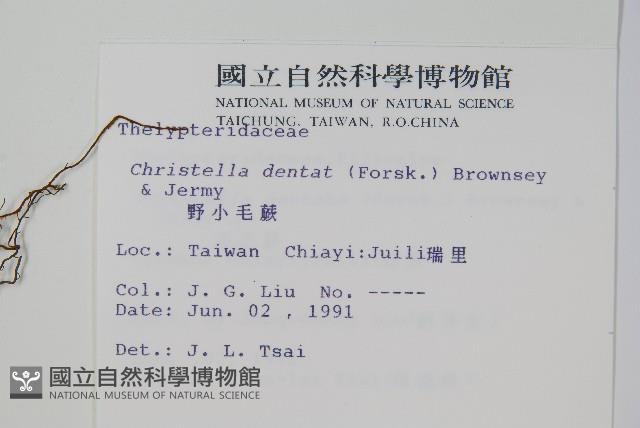 國立自然科學博物館
NATIONAL MUSEUM OF NATURAL SCIENCE
TAICHUNG, TAIWAN, R.O.CHINA
Thelypteridaceae
Christella dentat (Forsk.) Brownsey
& Jermy
野小毛蕨
Loc.: Taiwan Chiayi:Juili瑞里
Col.: J. G. Liu No. -----
Date: Jun. 02 , 1991
Det.: J. L. Tsai
國立自然科學博物館
NATIONAL MUSEUM OF NATURAL SCIENCE